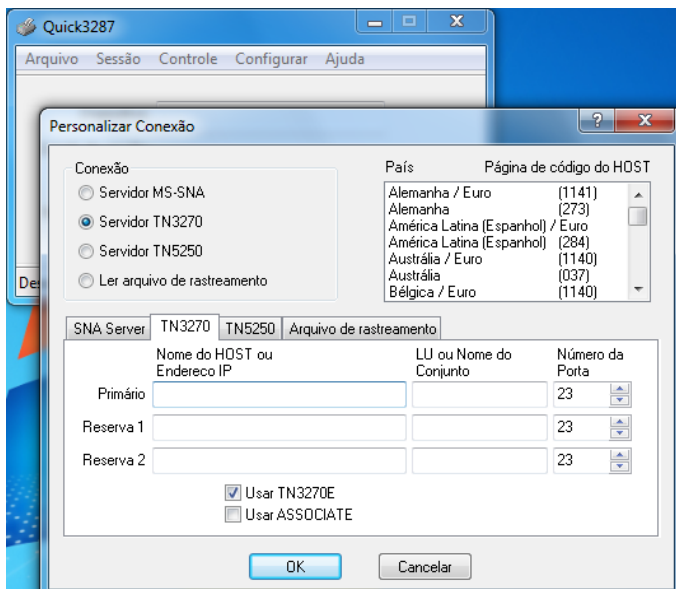 Quick3287
Arquivo Sessão Controle Configurar Ajuda
Personalizar Conexão
Conexão
Servidor MS-SNA
Servidor TN3270
Servidor TN5250
Ler arquivo de rastreamento
País Página de código do HOST
Alemanha / Euro (1141)
Alemanha (273)
América Latina (Espanhol) / Euro
América Latina (Espanhol) (284)
Austrália / Euro (1140)
Austrália (037)
Bélgica / Euro (1140)
Des
SNA Server TN3270 TN5250 Arquivo de rastreamento
Nome do HOST ou LU ou Nome do Número da
Endereco IP Conjunto Porta
Primário 23
Reserva 1 23
Reserva 2 23
Usar TN3270E
Usar ASSOCIATE
OK Cancelar